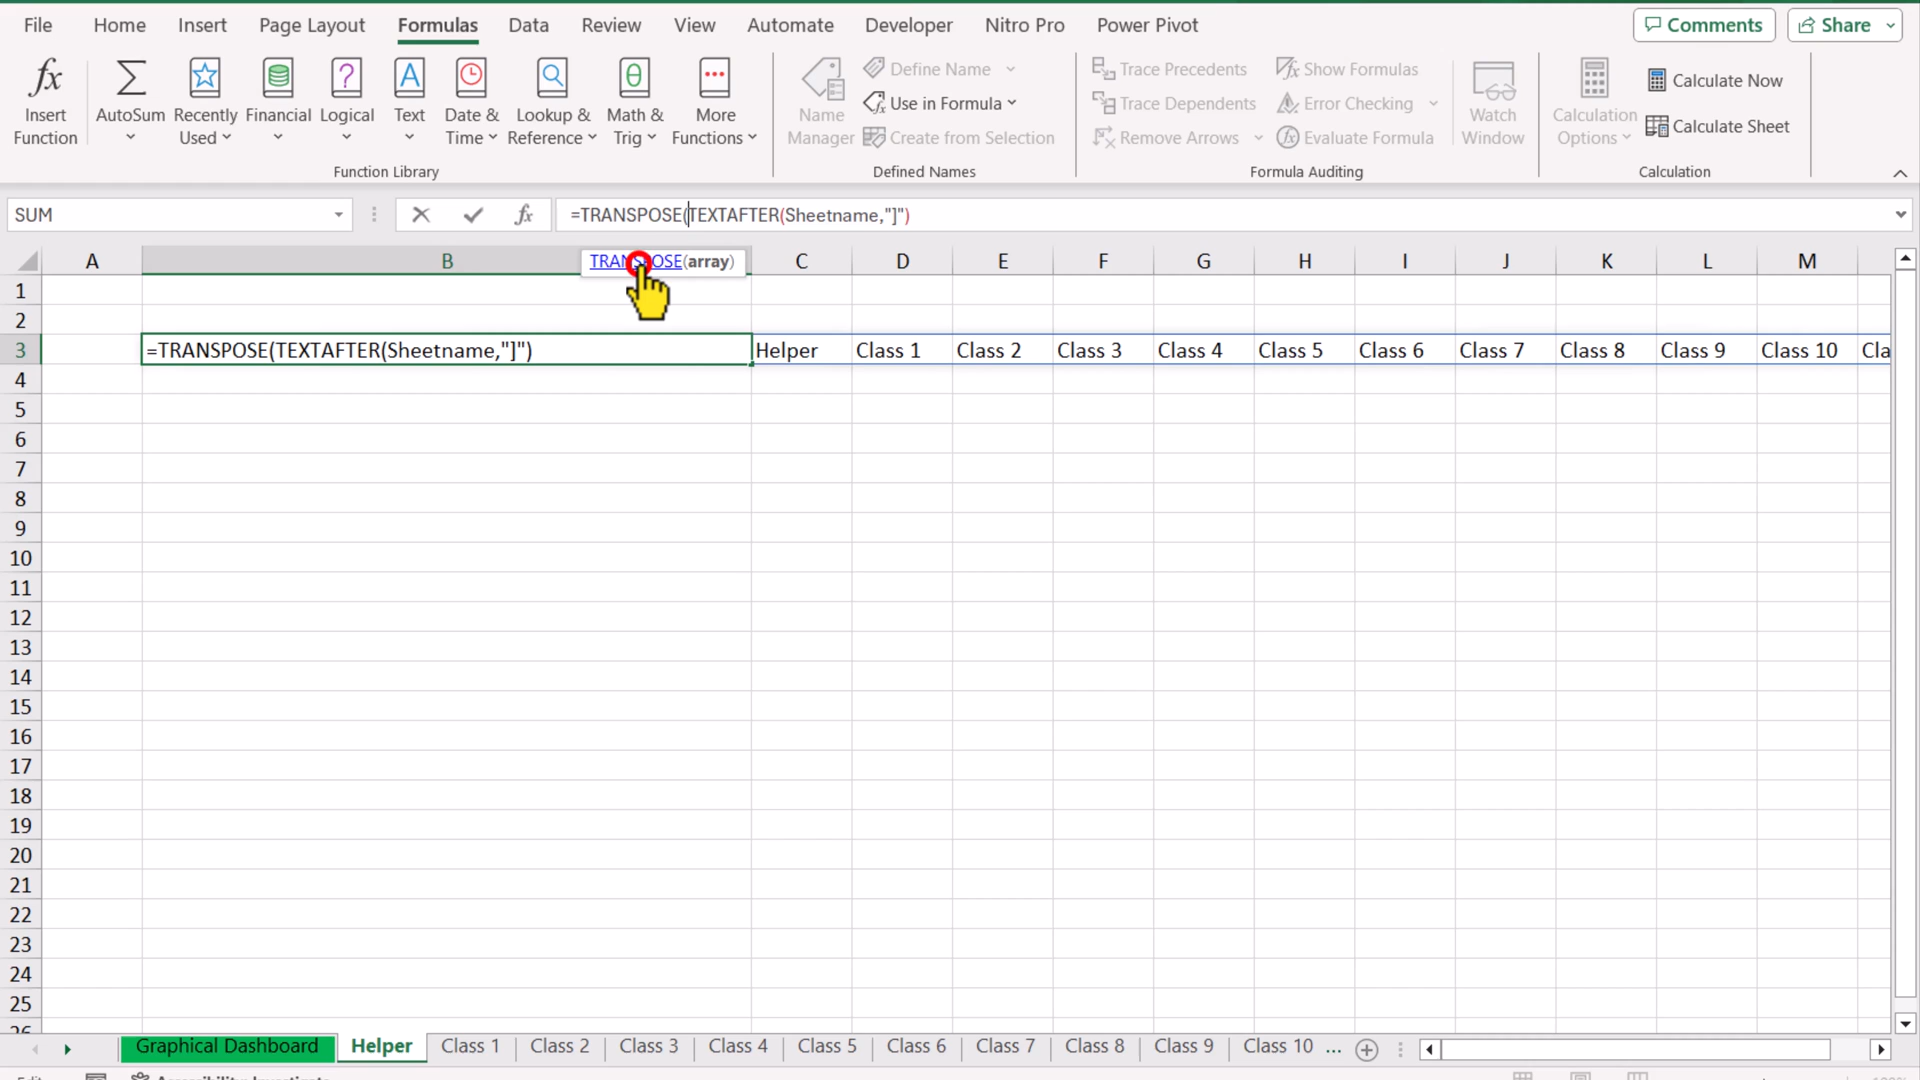 File Home Insert Page Layout Formulas Data Review View Automate Developer Nitro Pro Power Pivot Comments Share
Insert Function
AutoSum
Recently Used
Financial
Logical
Text
Date & Time
Lookup & Reference
Math & Trig
More Functions
Function Library
Name Manager
Define Name
Use in Formula
Create from Selection
Defined Names
Trace Precedents
Trace Dependents
Remove Arrows
Show Formulas
Error Checking
Evaluate Formula
Watch Window
Formula Auditing
Calculation Options
Calculate Now
Calculate Sheet
Calculation
SUM fx =TRANSPOSE(TEXTAFTER(Sheetname,"]")
A B C D E F G H I J K L M
TRANSPOSE(array)
1
2
3 =TRANSPOSE(TEXTAFTER(Sheetname,"]") Helper Class 1 Class 2 Class 3 Class 4 Class 5 Class 6 Class 7 Class 8 Class 9 Class 10 Cla
4
5
6
7
8
9
10
11
12
13
14
15
16
17
18
19
20
21
22
23
24
25
26
Graphical Dashboard Helper Class 1 Class 2 Class 3 Class 4 Class 5 Class 6 Class 7 Class 8 Class 9 Class 10 ...